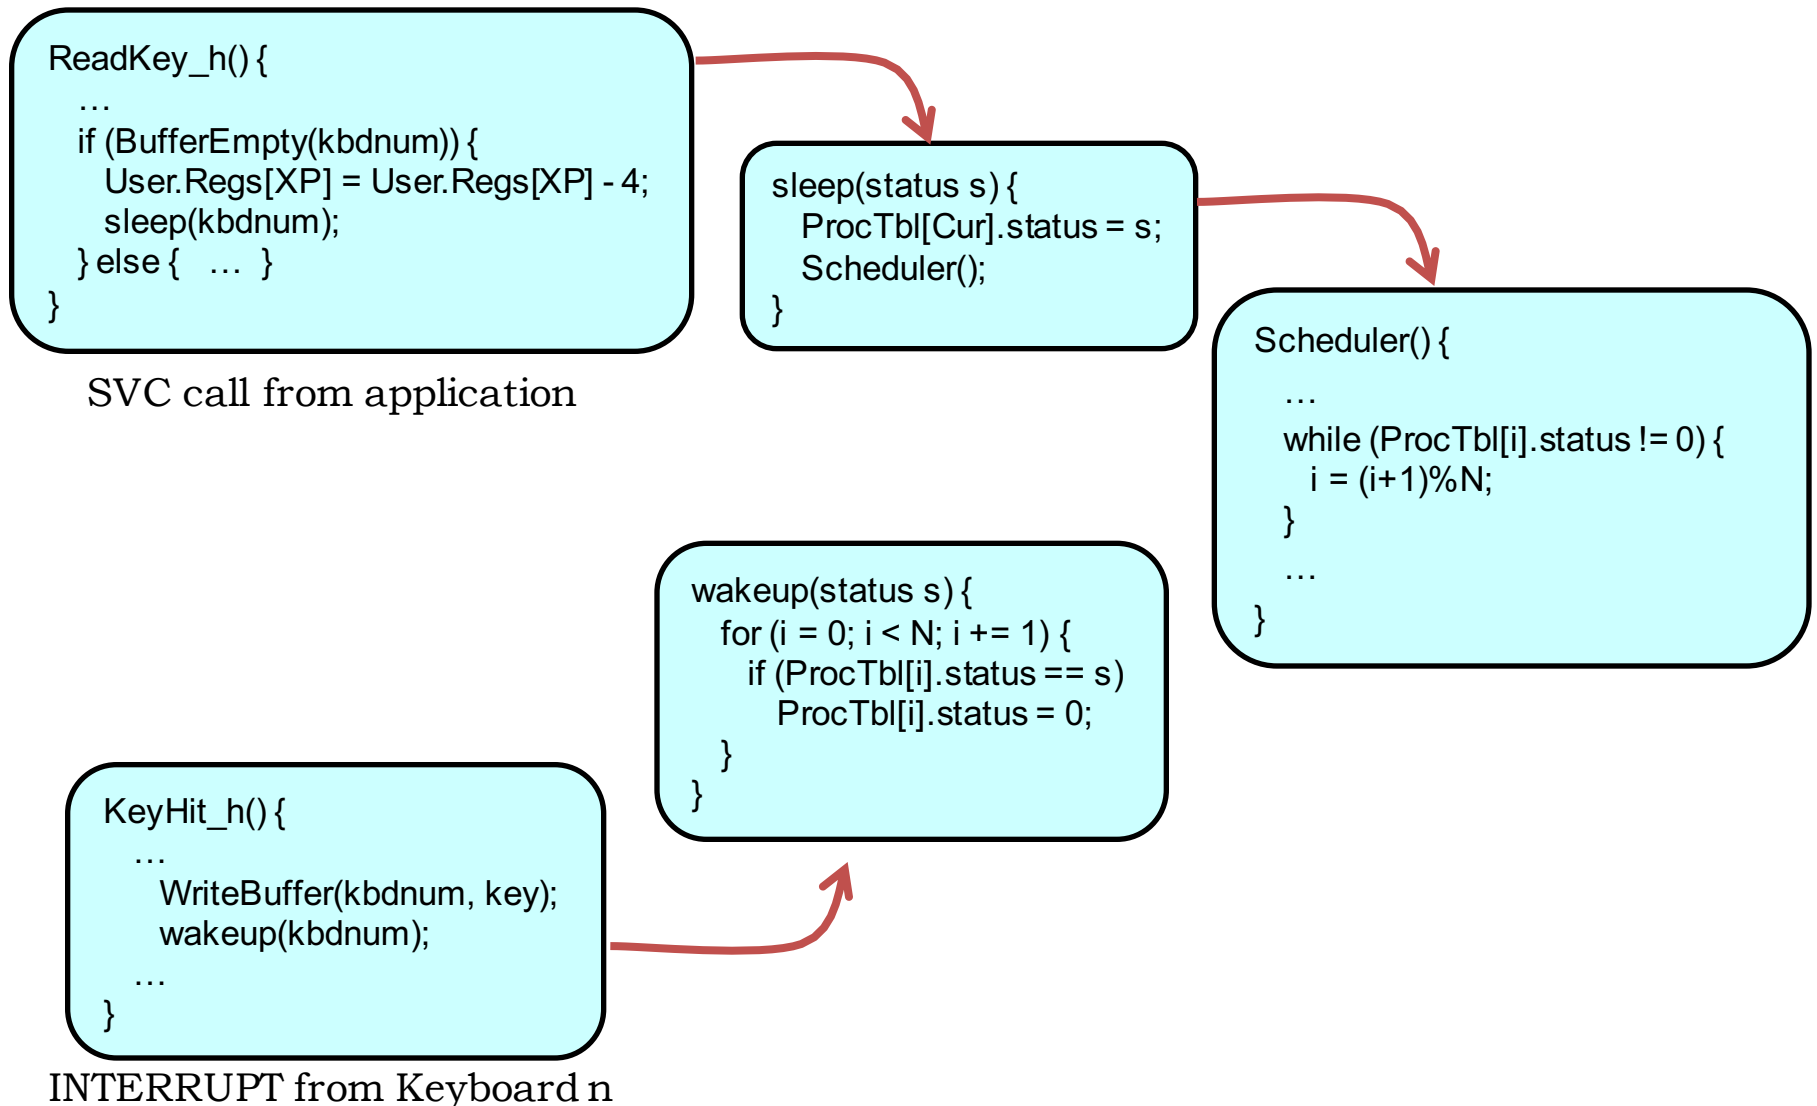 ReadKey_h() {
…
if (BufferEmpty(kbdnum)) {
User.Regs[XP] = User.Regs[XP] - 4;
sleep(kbdnum);
} else { … }
}
SVC call from application
sleep(status s) {
ProcTbl[Cur].status = s;
Scheduler();
}
Scheduler() {
…
while (ProcTbl[i].status != 0) {
i = (i+1)%N;
}
…
}
wakeup(status s) {
for (i = 0; i < N; i += 1) {
if (ProcTbl[i].status == s)
ProcTbl[i].status = 0;
}
}
KeyHit_h() {
…
WriteBuffer(kbdnum, key);
wakeup(kbdnum);
…
}
INTERRUPT from Keyboard n